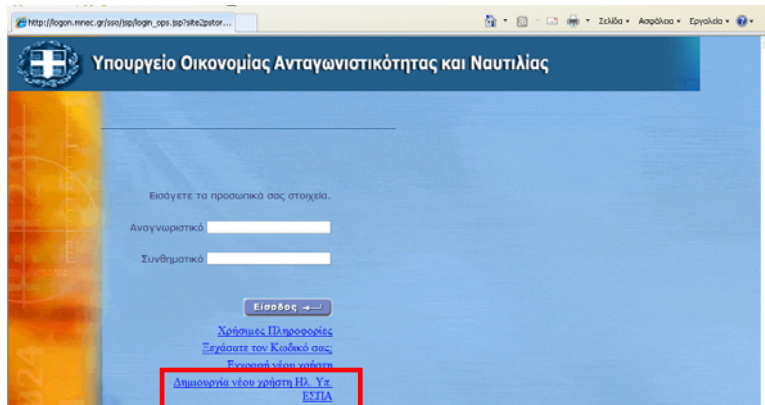 http://logon.mnec.gr/sso/jsp/login_ops.jsp?site2pstor...
Σελίδα Ασφάλεια Εργαλεία
Υπουργείο Οικονομίας Ανταγωνιστικότητας και Ναυτιλίας
Εισάγετε τα προσωπικά σας στοιχεία.
Αναγνωριστικό
Συνθηματικό
Είσοδος
Χρήσιμες Πληροφορίες
Ξεχάσατε τον Κωδικό σας;
Εγγραφή νέου χρήστη
Δημιουργία νέου χρήστη Ηλ. Υπ.
ΕΣΠΑ